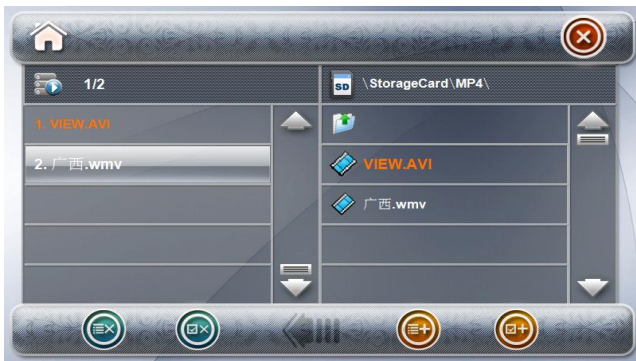 1/2
SD \StorageCard\MP4\
1. VIEW.AVI
2. 广西.wmv
VIEW.AVI
广西.wmv